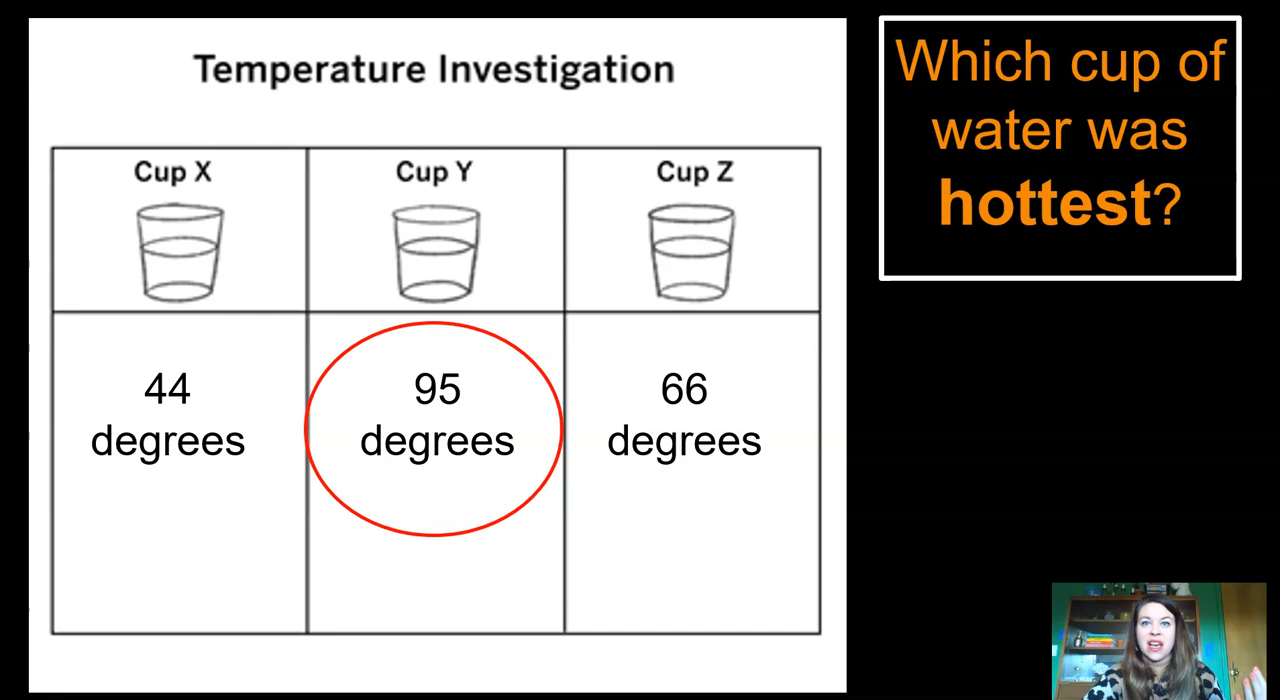 Temperature Investigation
Cup X
Cup Y
Cup Z
44
degrees
95
degrees
66
degrees
Which cup of
water was
hottest?